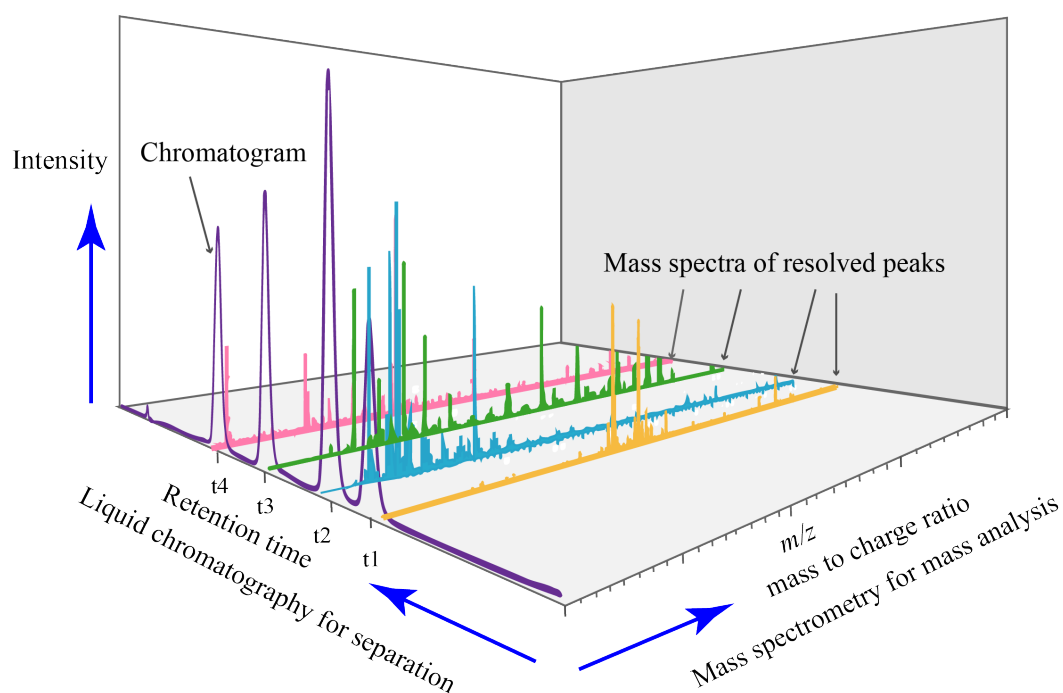 Chromatogram
Intensity
Mass spectra of resolved peaks
t4
t3
t2
t1
Retention time
Liquid chromatography for separation
m/z
mass to charge ratio
Mass spectrometry for mass analysis